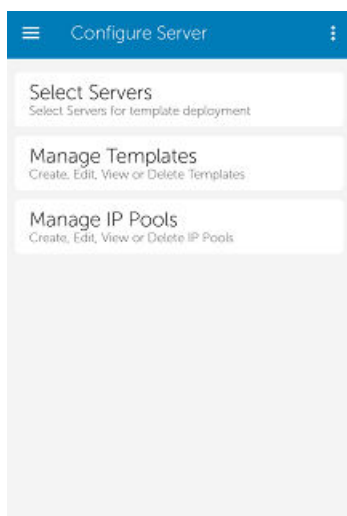 Configure Server
Select Servers
Select Servers for template deployment
Manage Templates
Create, Edit, View or Delete Templates
Manage IP Pools
Create, Edit, View or Delete IP Pools